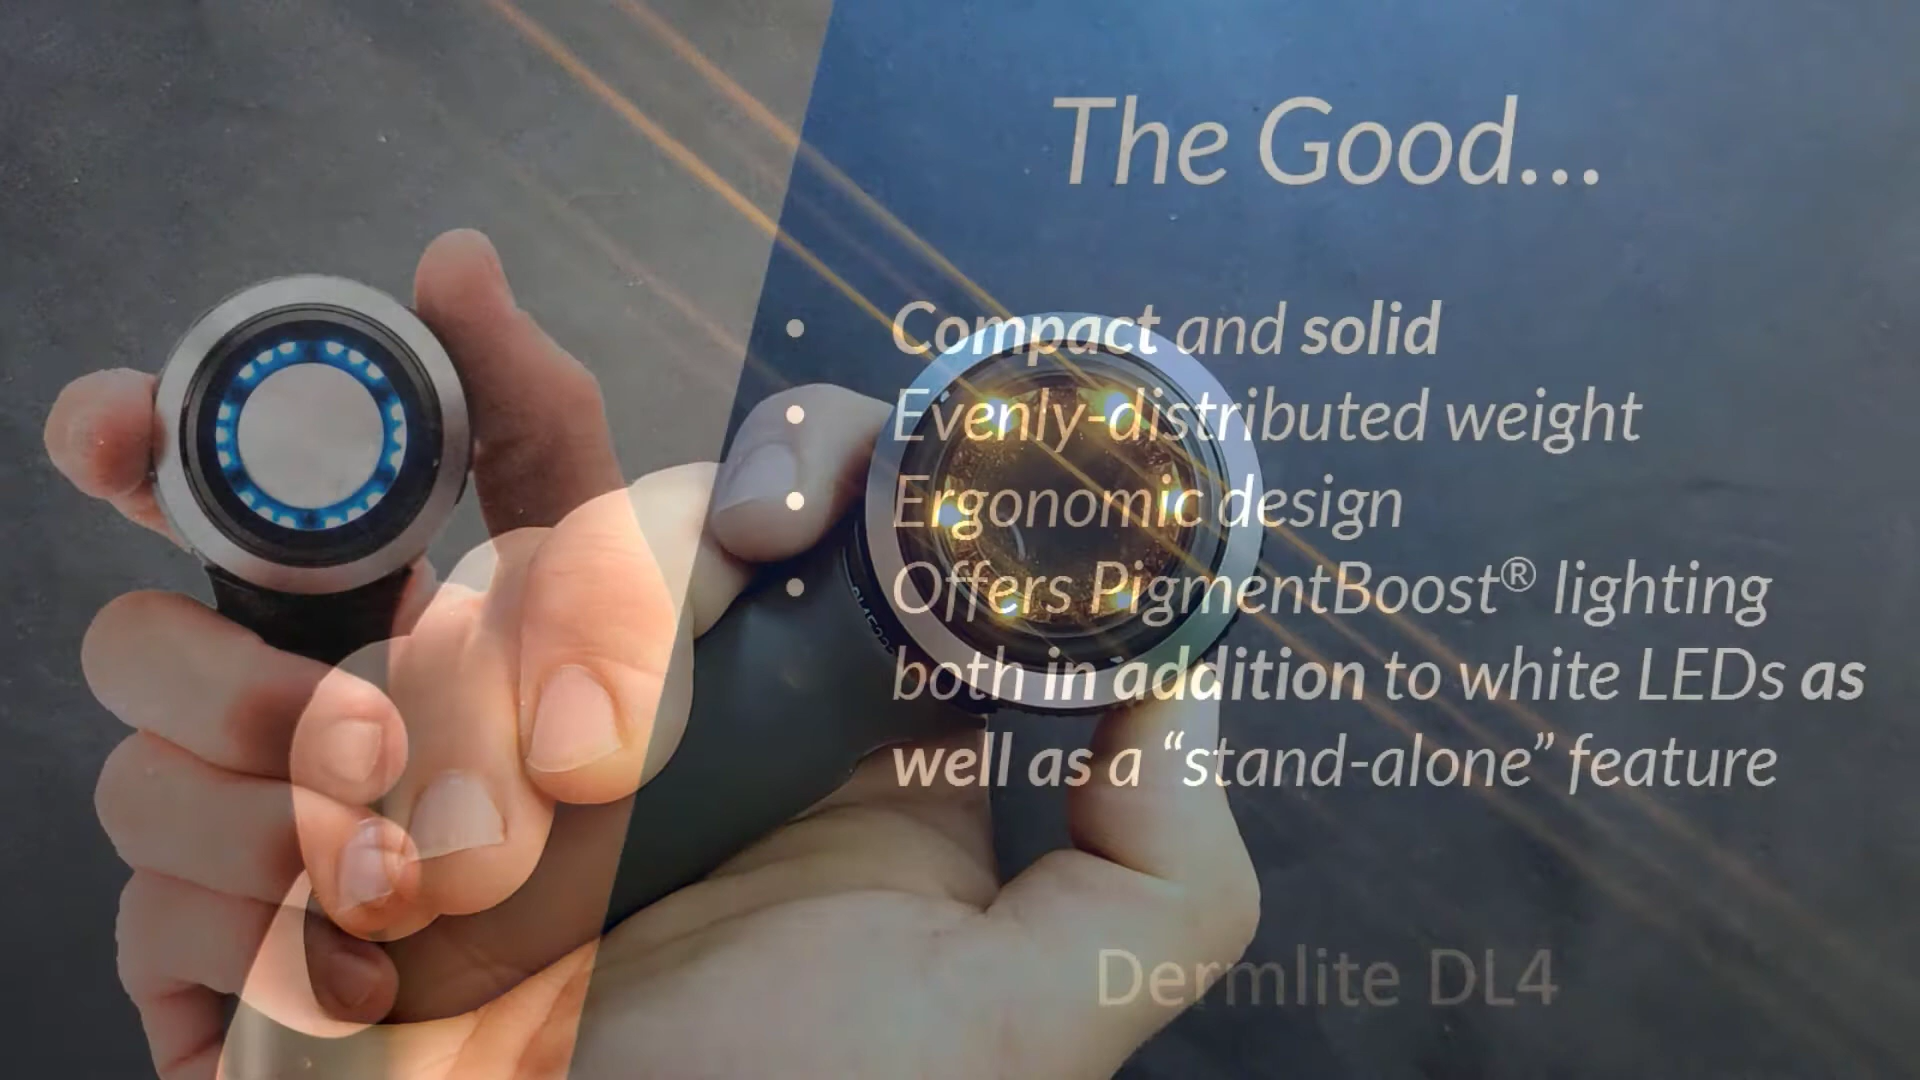 The Good...
• Compact and solid
• Evenly-distributed weight
• Ergonomic design
• Offers PigmentBoost® lighting
both in addition to white LEDs as
well as a “stand-alone” feature
Dermlite DL4